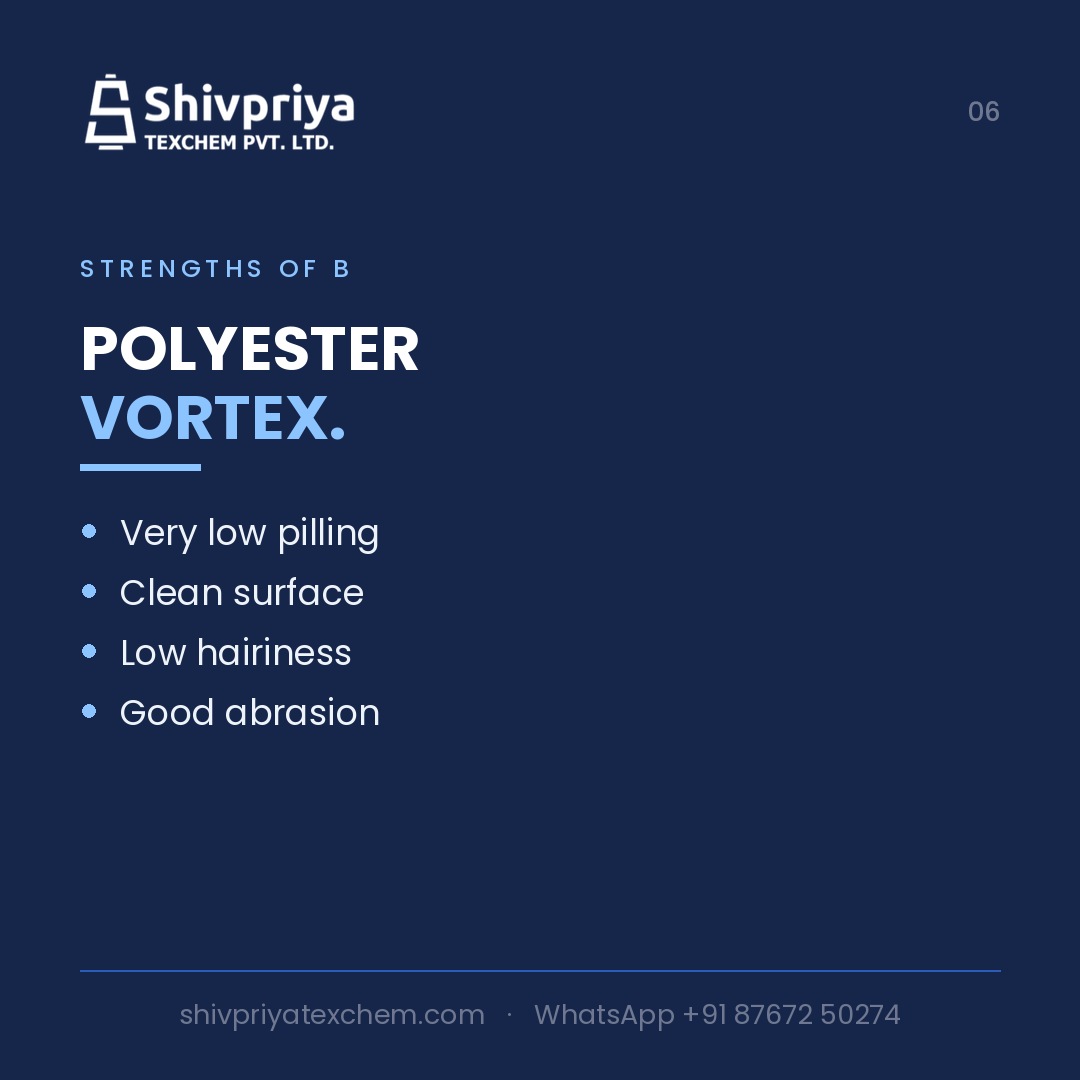 Shivpriya
TEXCHEM PVT. LTD.
06
STRENGTHS OF B
POLYESTER
VORTEX.
• Very low pilling
• Clean surface
• Low hairiness
• Good abrasion
shivpriyatexchem.com · WhatsApp +91 87672 50274